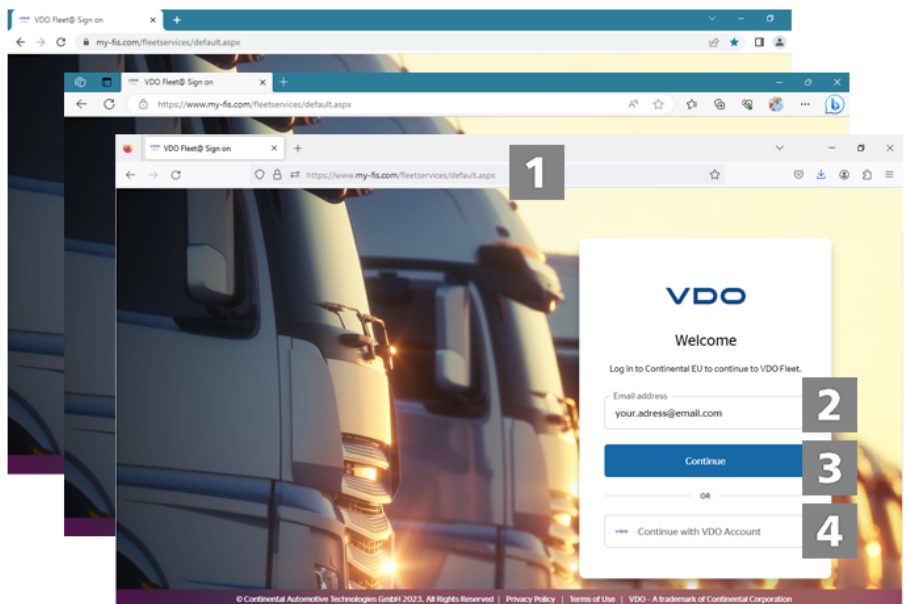 VDO Fleet@ Sign on
my-fis.com/fleetservices/default.aspx
VDO Fleet@ Sign on
https://www.my-fis.com/fleetservices/default.aspx
VDO Fleet@ Sign on
https://www.my-fis.com/fleetservices/default.aspx
1
VDO
Welcome
Log in to Continental EU to continue to VDO Fleet.
Email address
your.adress@email.com
2
Continue
3
OR
VDO Continue with VDO Account
4
© Continental Automotive Technologies GmbH 2023. All Rights Reserved | Privacy Policy | Terms of Use | VDO - A trademark of Continental Corporation